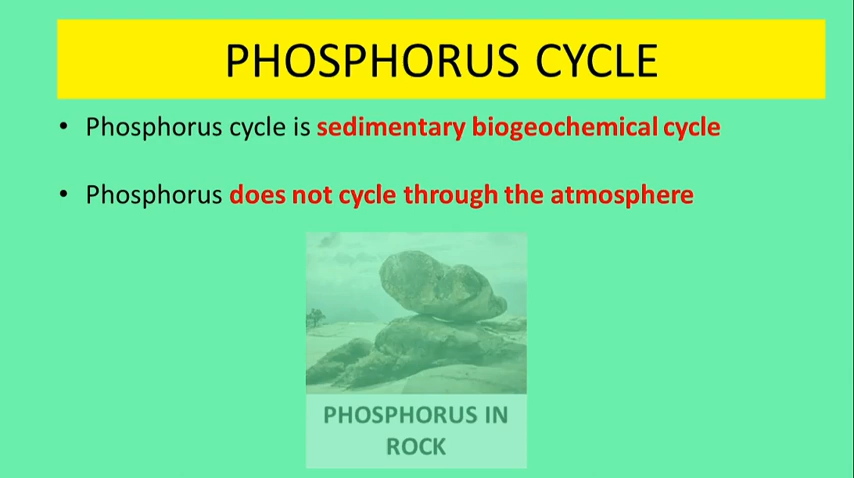 PHOSPHORUS CYCLE
• Phosphorus cycle is sedimentary biogeochemical cycle
• Phosphorus does not cycle through the atmosphere
PHOSPHORUS IN
ROCK